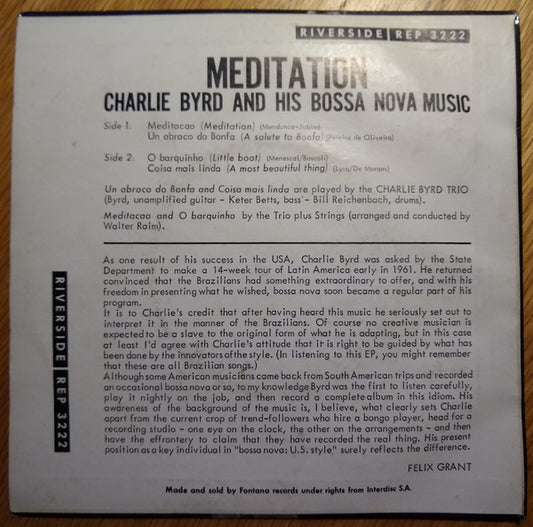 RIVERSIDE REP 3222
MEDITATION
CHARLIE BYRD AND HIS BOSSA NOVA MUSIC
Side 1: Meditacao (Meditation) (Mendonca-Jobim)
Un abraco do Bonfa (A salute to Bonfa) (Pereira de Oliveira)
Side 2: O barquinho (Little boat) (Menescal/Boscoli)
Coisa mais linda (A most beautiful thing) (Lyra/De Moraes)
Un abraco do Bonfa and Coisa mais linda are played by the CHARLIE BYRD TRIO
(Byrd, unamplified guitar - Keter Betts, bass - Bill Reichenbach, drums).
Meditacao and O barquinho by the Trio plus Strings (arranged and conducted by
Walter Raim).
As one result of his success in the USA, Charlie Byrd was asked by the State
Department to make a 14-week tour of Latin America early in 1961. He returned
convinced that the Brazilians had something extraordinary to offer, and with his
freedom in presenting what he wished, bossa nova soon became a regular part of his
program.
It is to Charlie's credit that after having heard this music he seriously set out to
interpret it in the manner of the Brazilians. Of course no creative musician is
expected to be a slave to the original form of what he is adapting, but in this case
at least I'd agree with Charlie's attitude that it is right to be guided by what has
been done by the innovators of the style. (In listening to this EP, you might remember
that these are all Brazilian songs.)
Although some American musicians came back from South American trips and recorded
an occasional bossa nova or so, to my knowledge Byrd was the first to listen carefully,
play it nightly on the job, and then record a complete album in this idiom. His
awareness of the background of the music is, I believe, what clearly sets Charlie
apart from the current crop of trend-followers who hire a bongo player, head for a
recording studio - one eye on the clock, the other on the arrangements - and then
have the effrontery to claim that they have recorded the real thing. His present
position as a key individual in "bossa nova: U.S. style," surely reflects the difference.
FELIX GRANT
RIVERSIDE REP 3222
Made and sold by Fontana records under rights from Interdisc S.A.